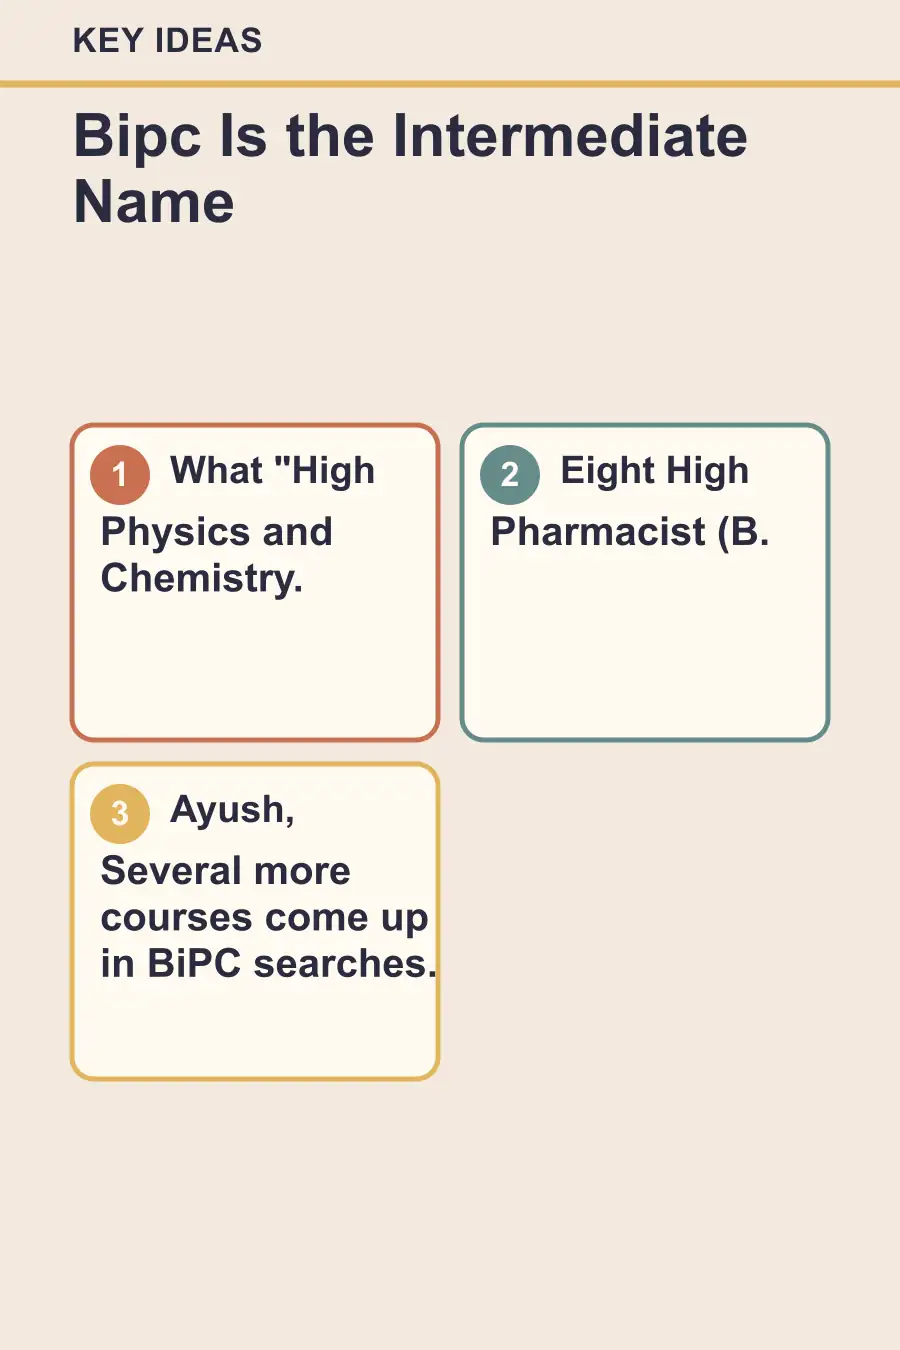 KEY IDEAS
Bipc Is the Intermediate
Name
1 What "High
Physics and
Chemistry.
2 Eight High
Pharmacist (B.
3 Ayush,
Several more
courses come up
in BiPC searches.